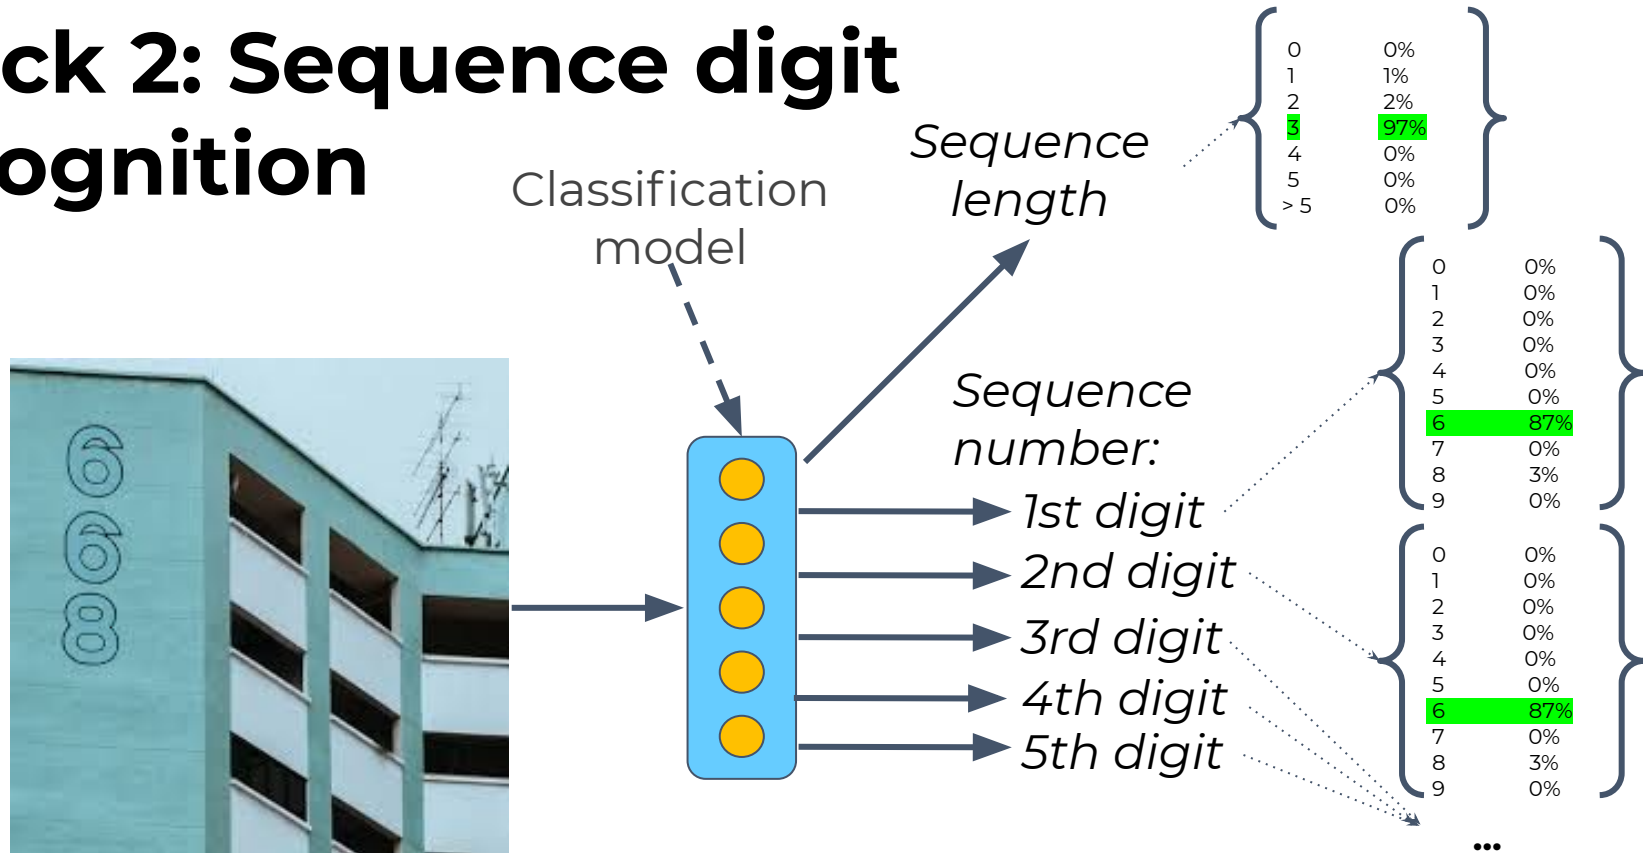 ck 2: Sequence digit
ognition
Classification
model
Sequence
length
0 0%
1 1%
2 2%
3 97%
4 0%
5 0%
> 5 0%
Sequence
number:
1st digit
2nd digit
3rd digit
4th digit
5th digit
0 0%
1 0%
2 0%
3 0%
4 0%
5 0%
6 87%
7 0%
8 3%
9 0%
0 0%
1 0%
2 0%
3 0%
4 0%
5 0%
6 87%
7 0%
8 3%
9 0%
...
6
6
8